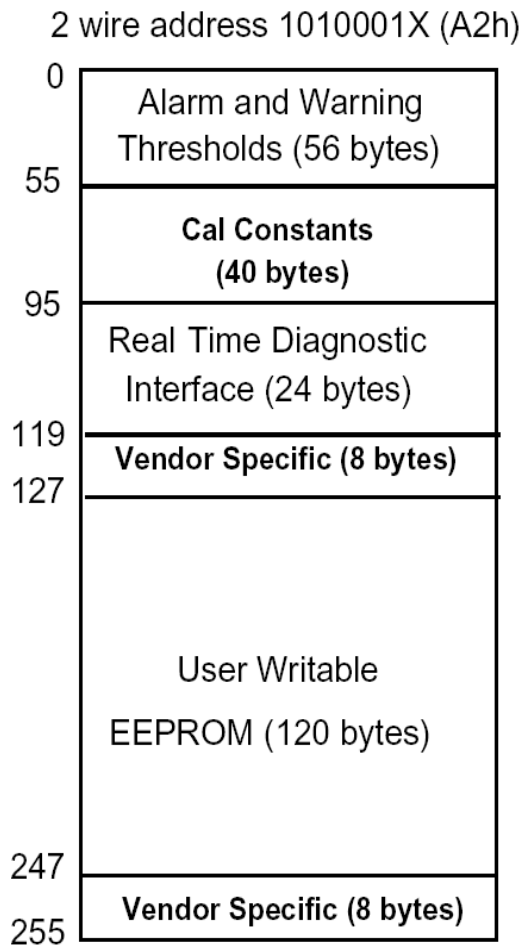 2 wire address 1010001X (A2h)
0
Alarm and Warning
Thresholds (56 bytes)
55
Cal Constants
(40 bytes)
95
Real Time Diagnostic
Interface (24 bytes)
119
Vendor Specific (8 bytes)
127
User Writable
EEPROM (120 bytes)
247
Vendor Specific (8 bytes)
255